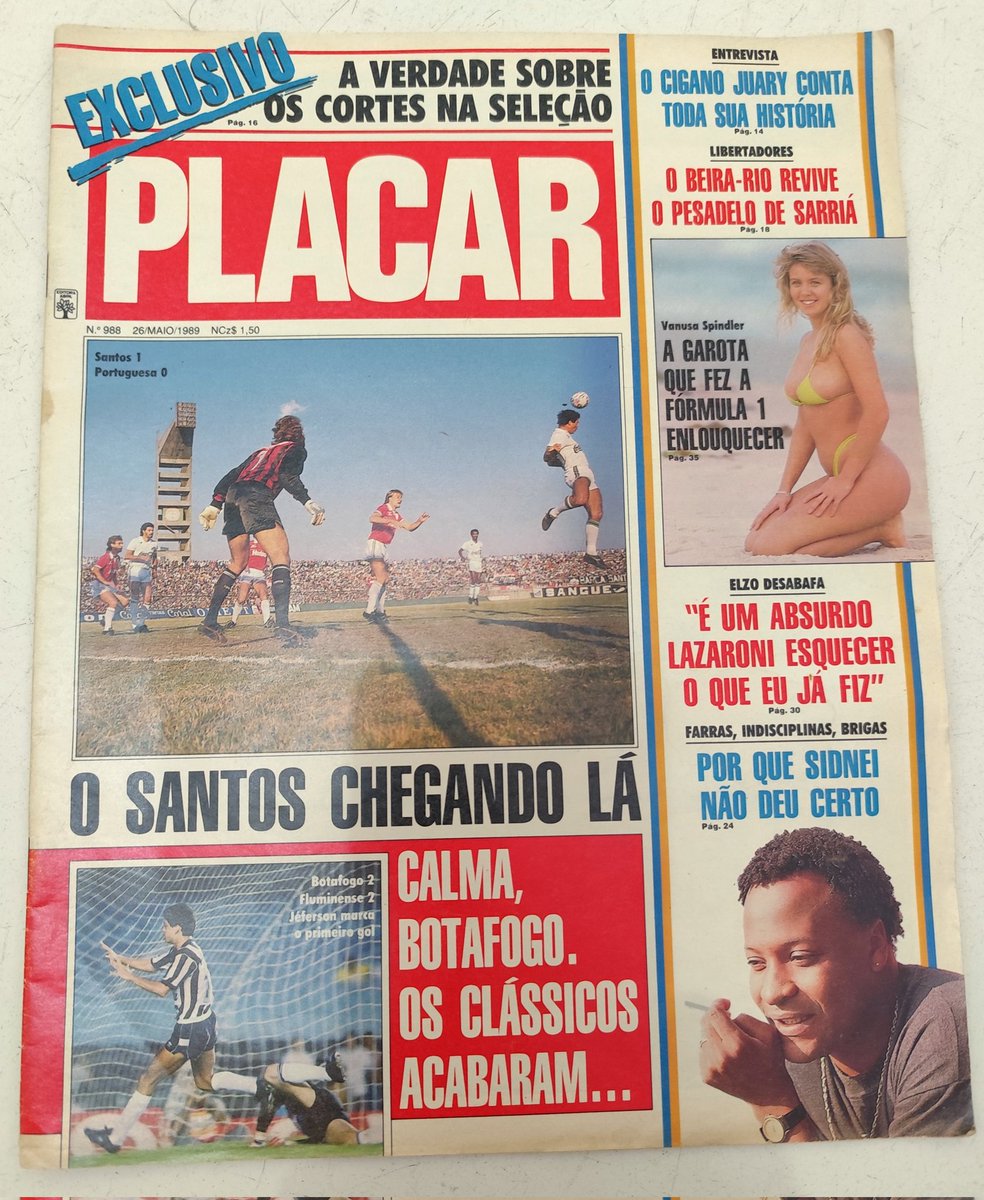 EXCLUSIVO
A VERDADE SOBRE
OS CORTES NA SELEÇÃO
Pág. 16
PLACAR
EDITORA
ABRIL
N.º 988 26/MAIO/1989 NCz$ 1,50
Santos 1
Portuguesa 0
SANGUE
O SANTOS CHEGANDO LÁ
Botafogo 2
Fluminense 2
Jéferson marca
o primeiro gol
CALMA,
BOTAFOGO.
OS CLÁSSICOS
ACABARAM...
ENTREVISTA
O CIGANO JUARY CONTA
TODA SUA HISTÓRIA
Pág. 14
LIBERTADORES
O BEIRA-RIO REVIVE
O PESADELO DE SARRIÁ
Pág. 18
Vanusa Spindler
A GAROTA
QUE FEZ A
FÓRMULA 1
ENLOUQUECER
Pág. 35
ELZO DESABAFA
"É UM ABSURDO
LAZARONI ESQUECER
O QUE EU JÁ FIZ"
Pág. 30
FARRAS, INDISCIPLINAS, BRIGAS
POR QUE SIDNEI
NÃO DEU CERTO
Pág. 24